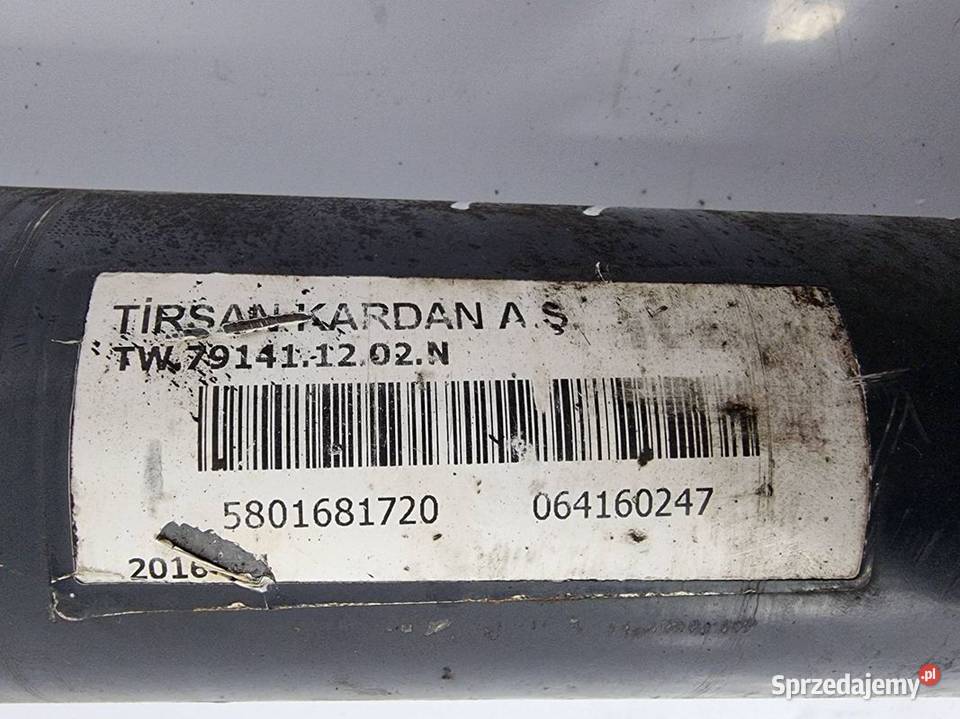 TİRSAN KARDAN A.Ş.
TW.79141.12.02.N
5801681720 064160247
2016
Sprzedajemy.pl